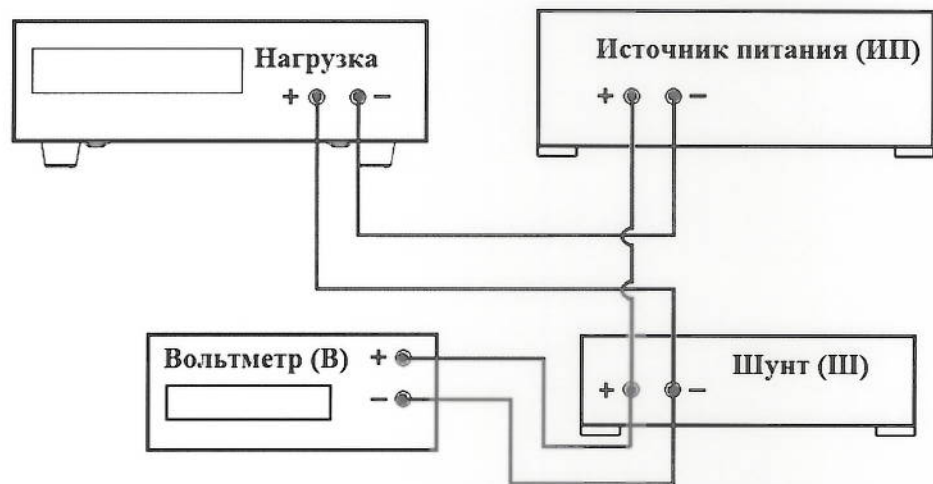 Нагрузка
+ −
Источник питания (ИП)
+ −
Вольтметр (В)
+
−
Шунт (Ш)
+ −